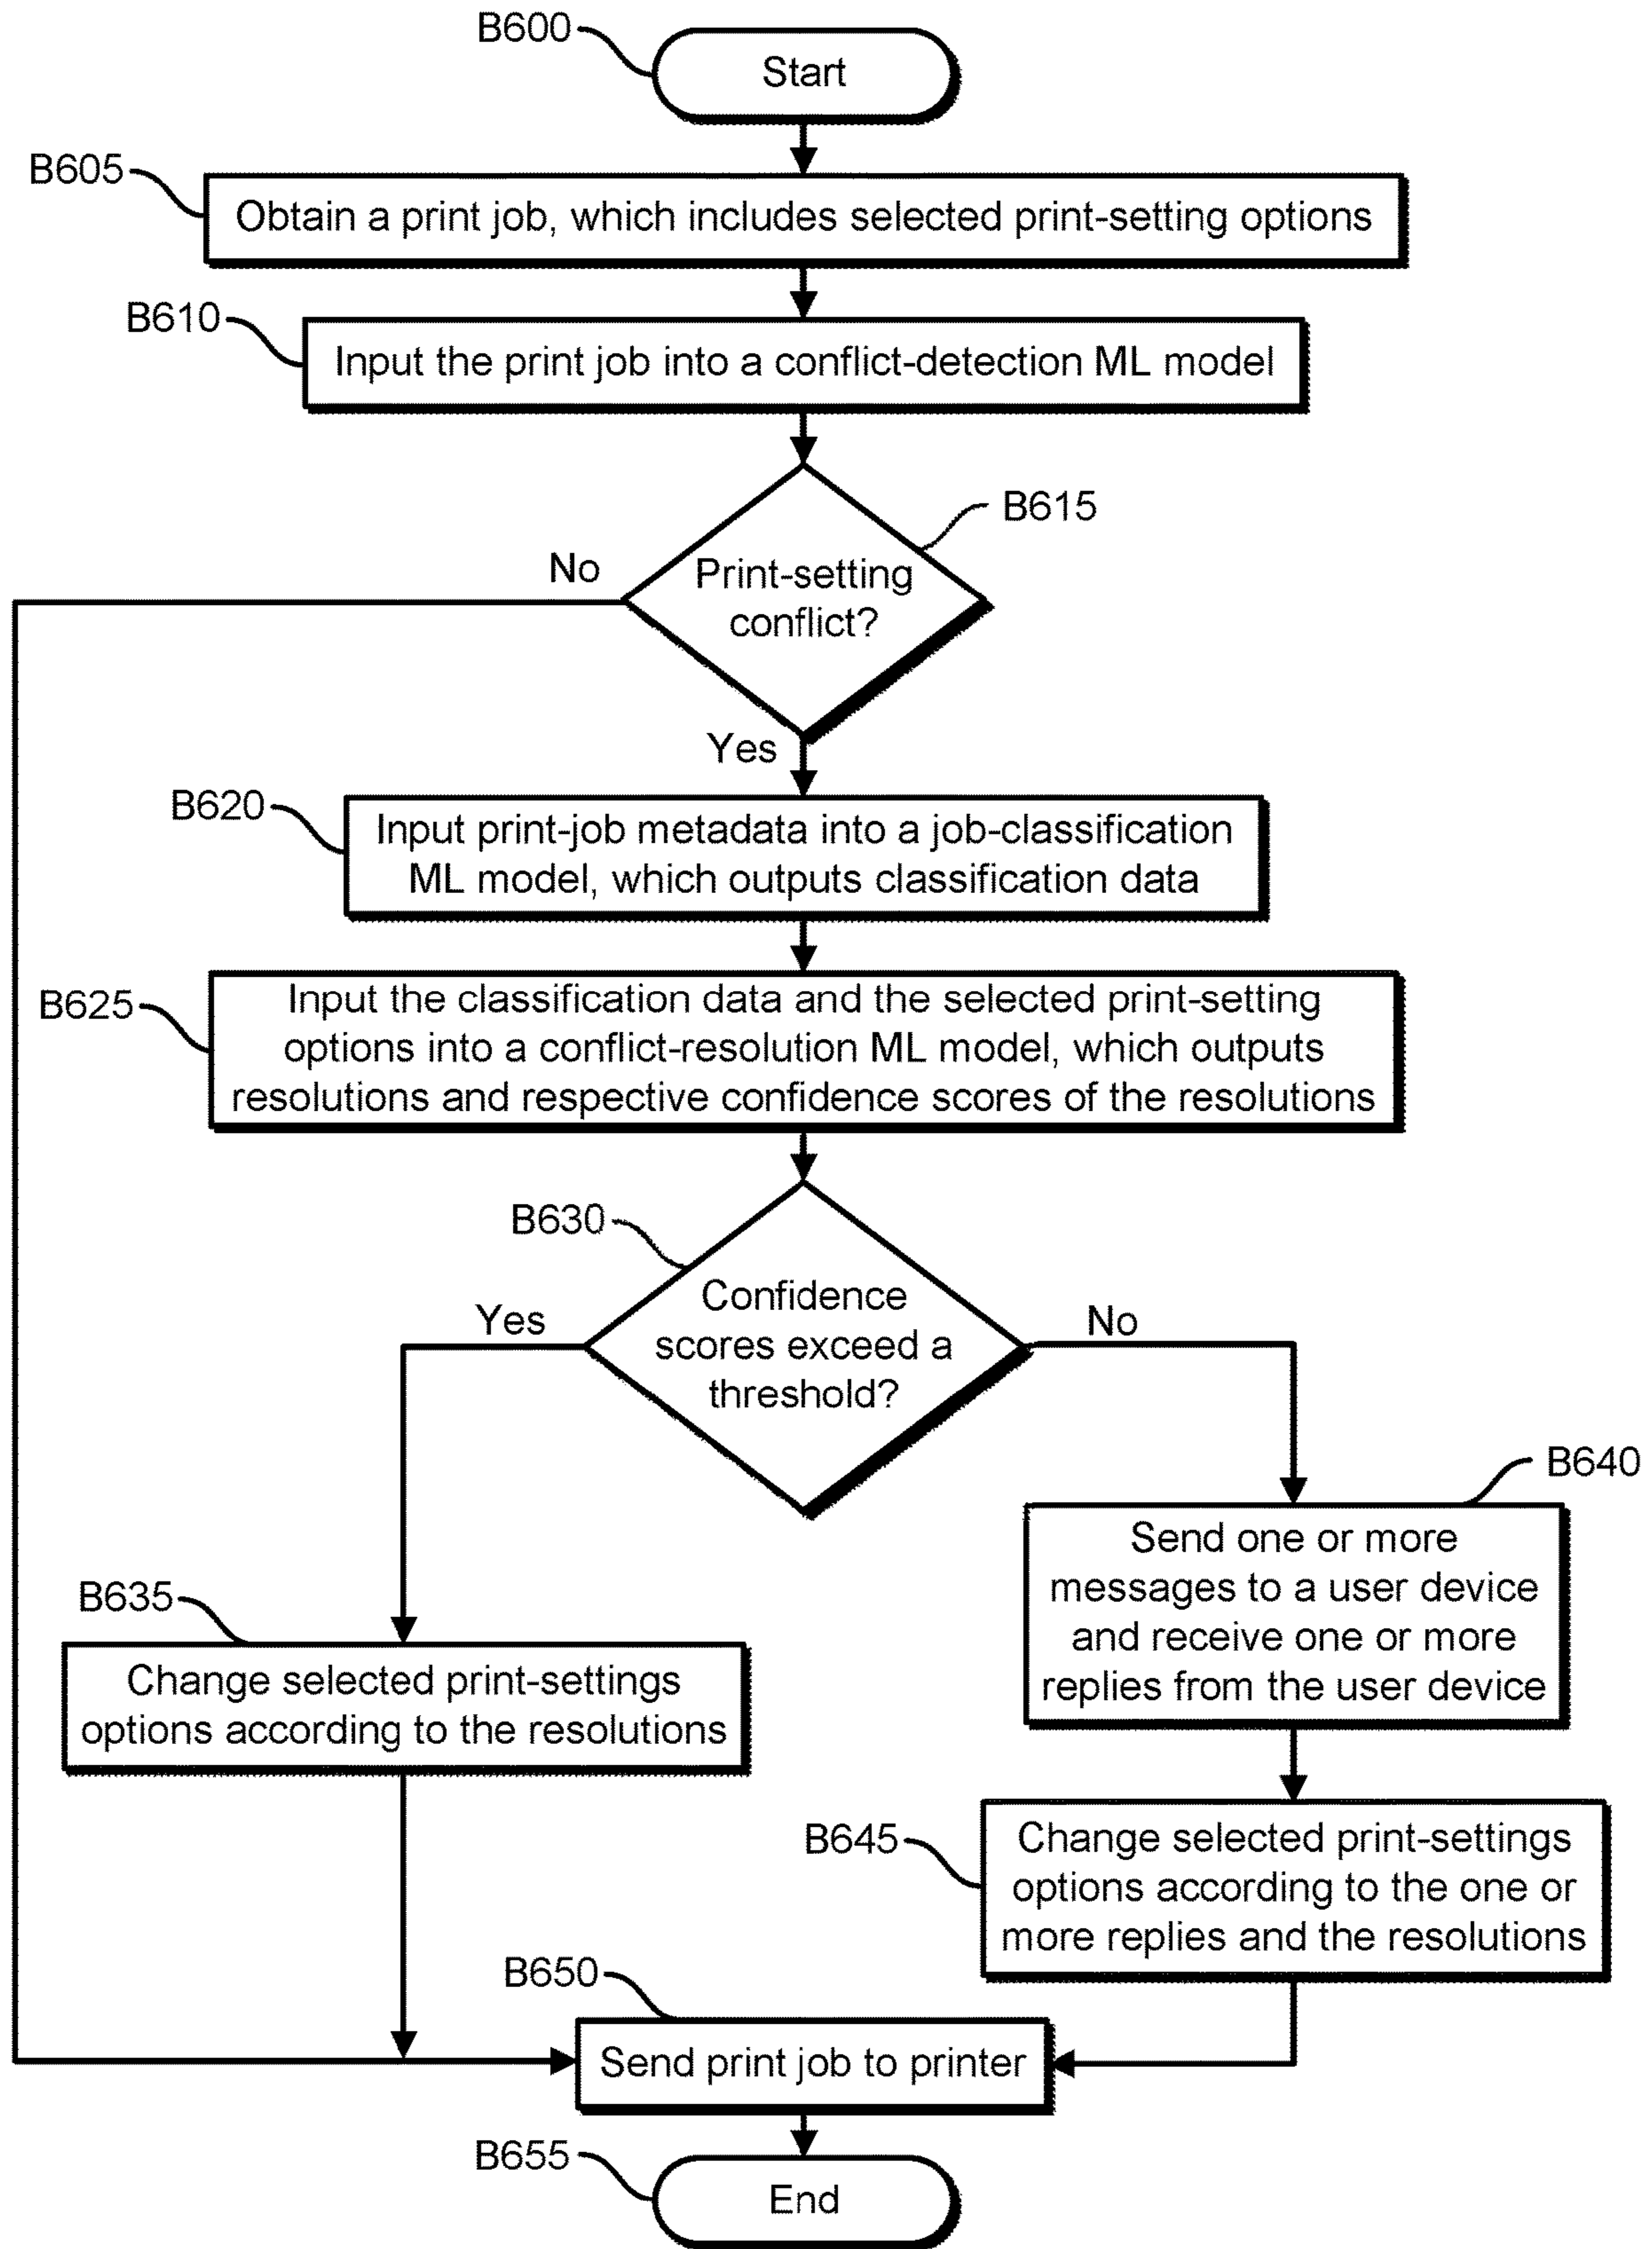 B600
Start
B605
Obtain a print job, which includes selected print-setting options
B610
Input the print job into a conflict-detection ML model
B615
No
Print-setting
conflict?
Yes
B620
Input print-job metadata into a job-classification
ML model, which outputs classification data
B625
Input the classification data and the selected print-setting
options into a conflict-resolution ML model, which outputs
resolutions and respective confidence scores of the resolutions
B630
Yes
Confidence
scores exceed a
threshold?
No
B640
Send one or more
messages to a user device
and receive one or more
replies from the user device
B635
Change selected print-settings
options according to the resolutions
B645
Change selected print-settings
options according to the one or
more replies and the resolutions
B650
Send print job to printer
B655
End